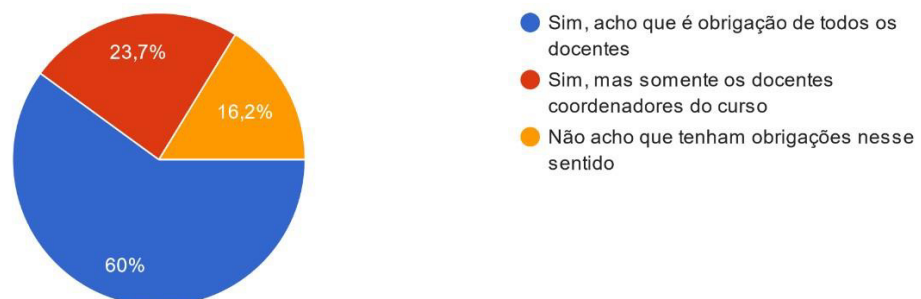 23,7%
16,2%
60%
Sim, acho que é obrigação de todos os
docentes
Sim, mas somente os docentes
coordenadores do curso
Não acho que tenham obrigações nesse
sentido